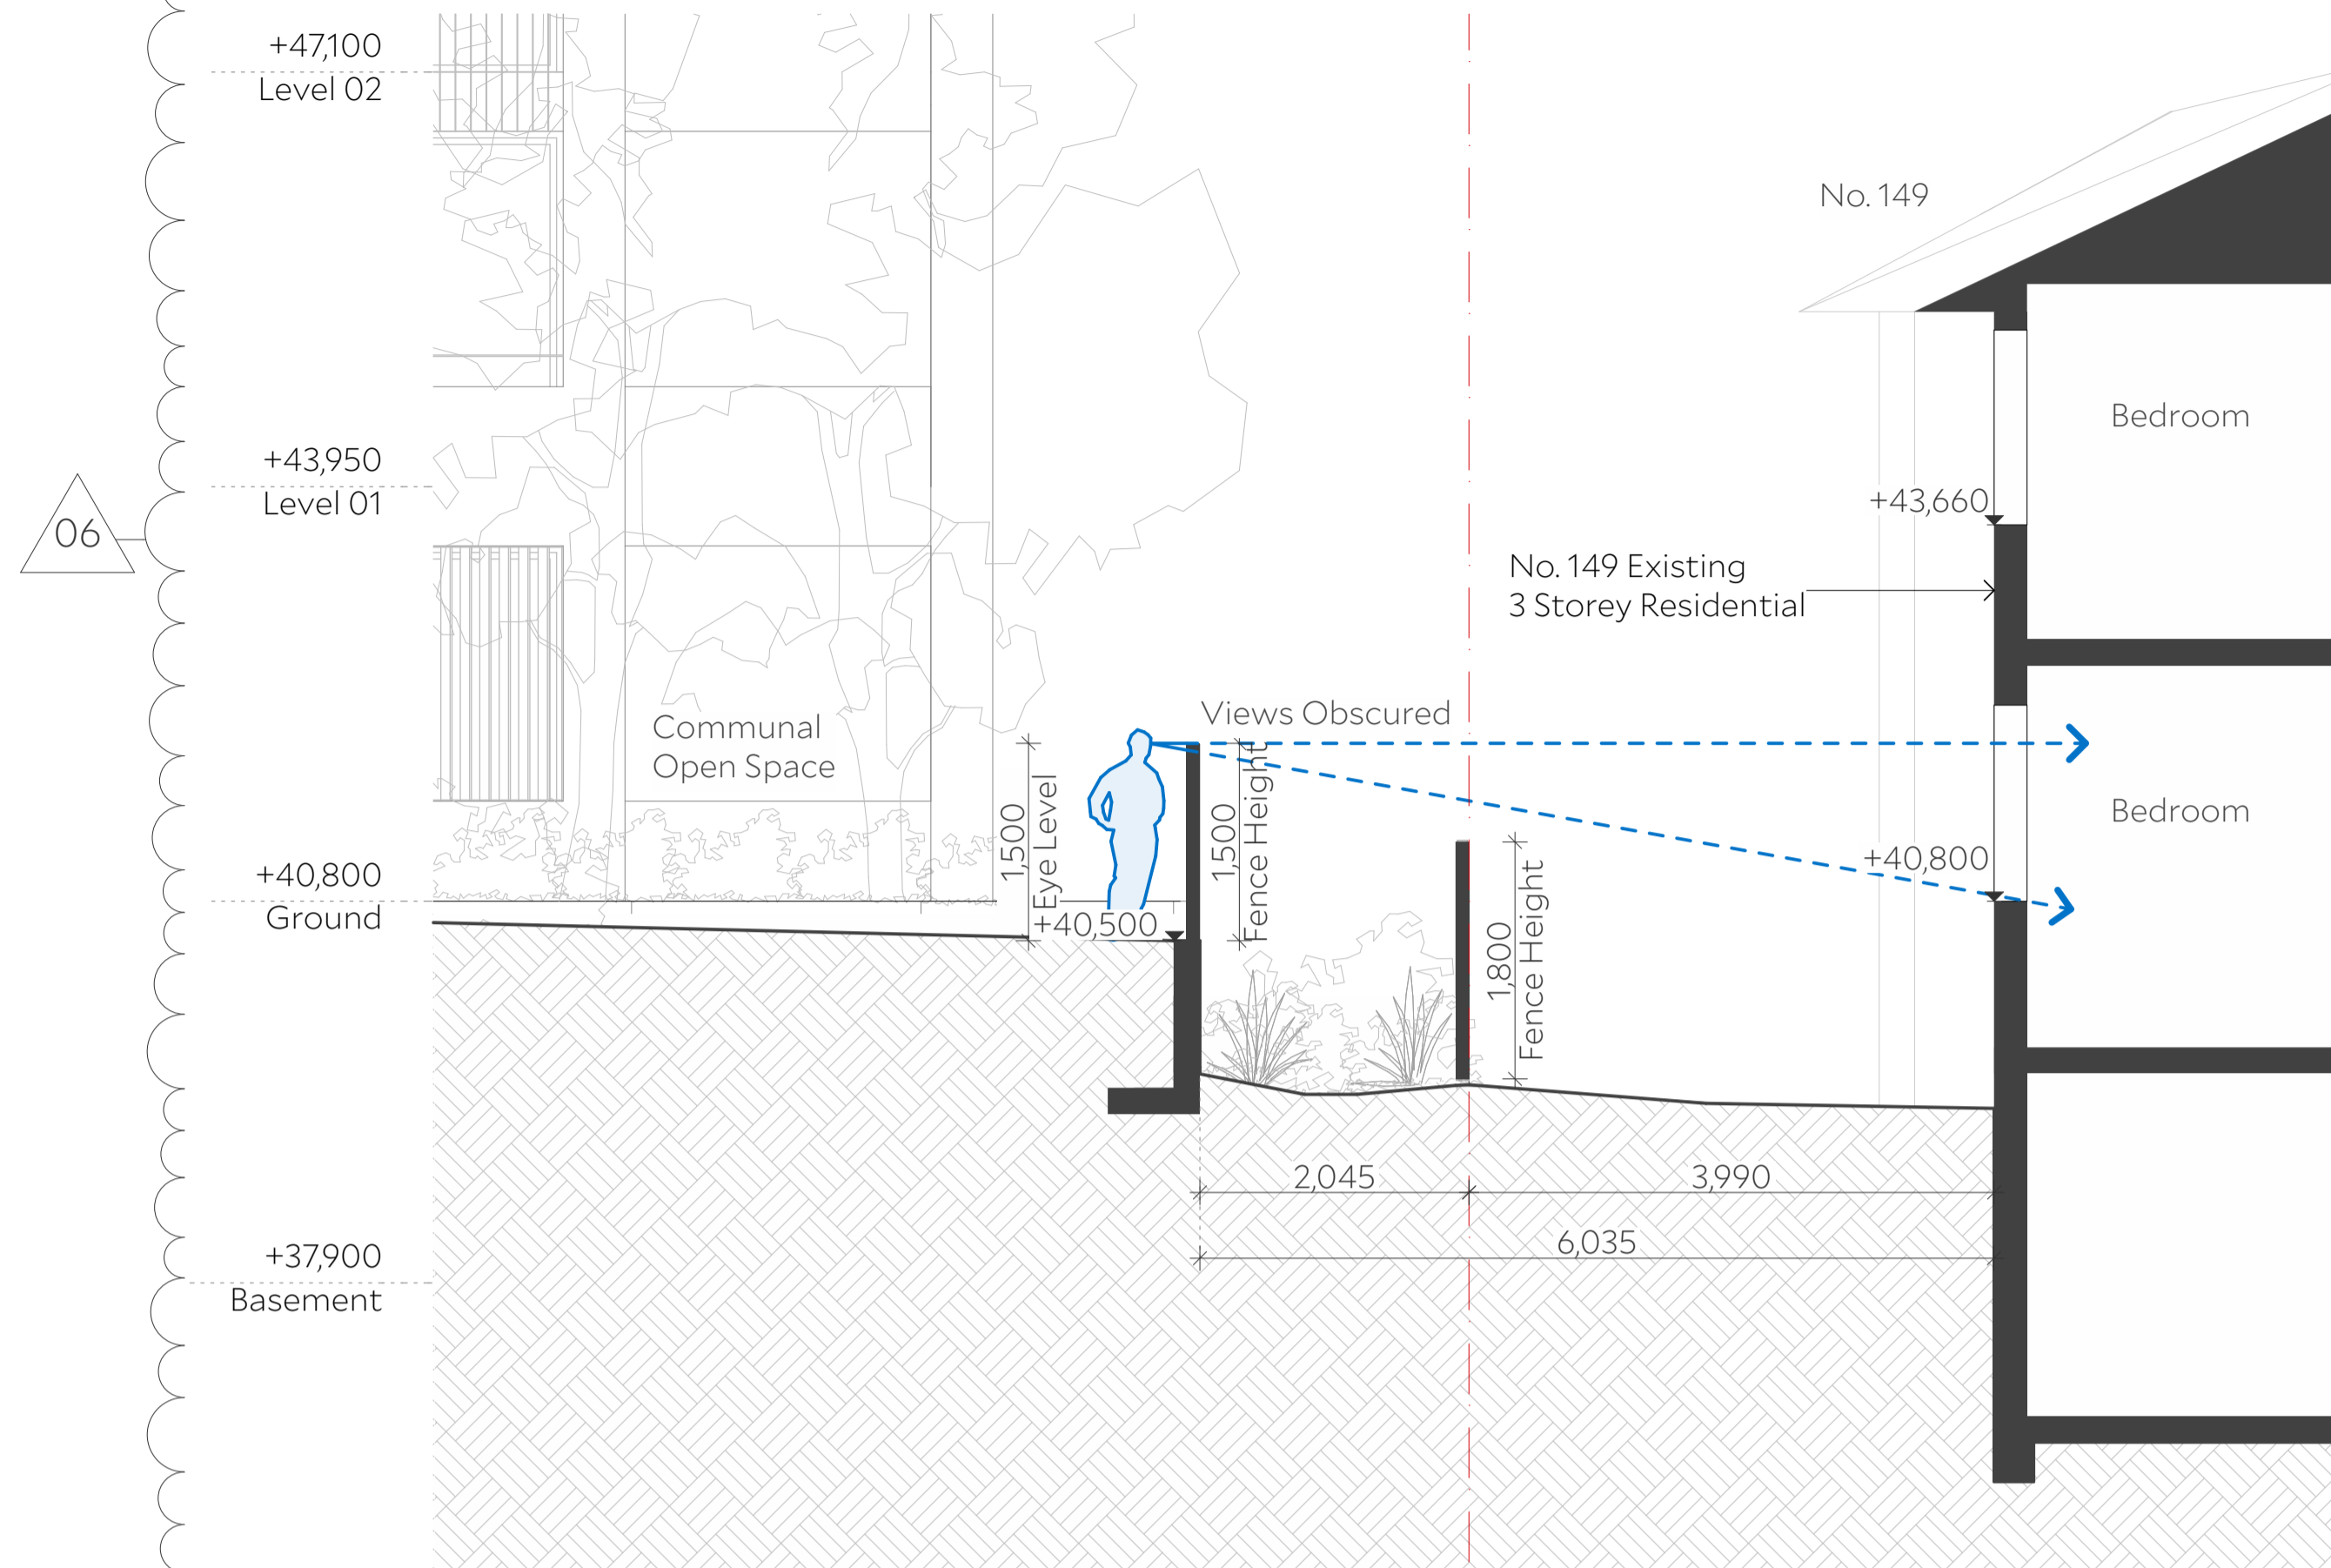 +47,100
Level 02
No. 149
Bedroom
+43,950
Level 01
+43,660
06
No. 149 Existing
3 Storey Residential
Views Obscured
Communal
Open Space
Bedroom
1,500
Eye Level
1,500
Fence Height
+40,800
+40,800
Ground
+40,500
1,800
Fence Height
2,045
3,990
6,035
+37,900
Basement